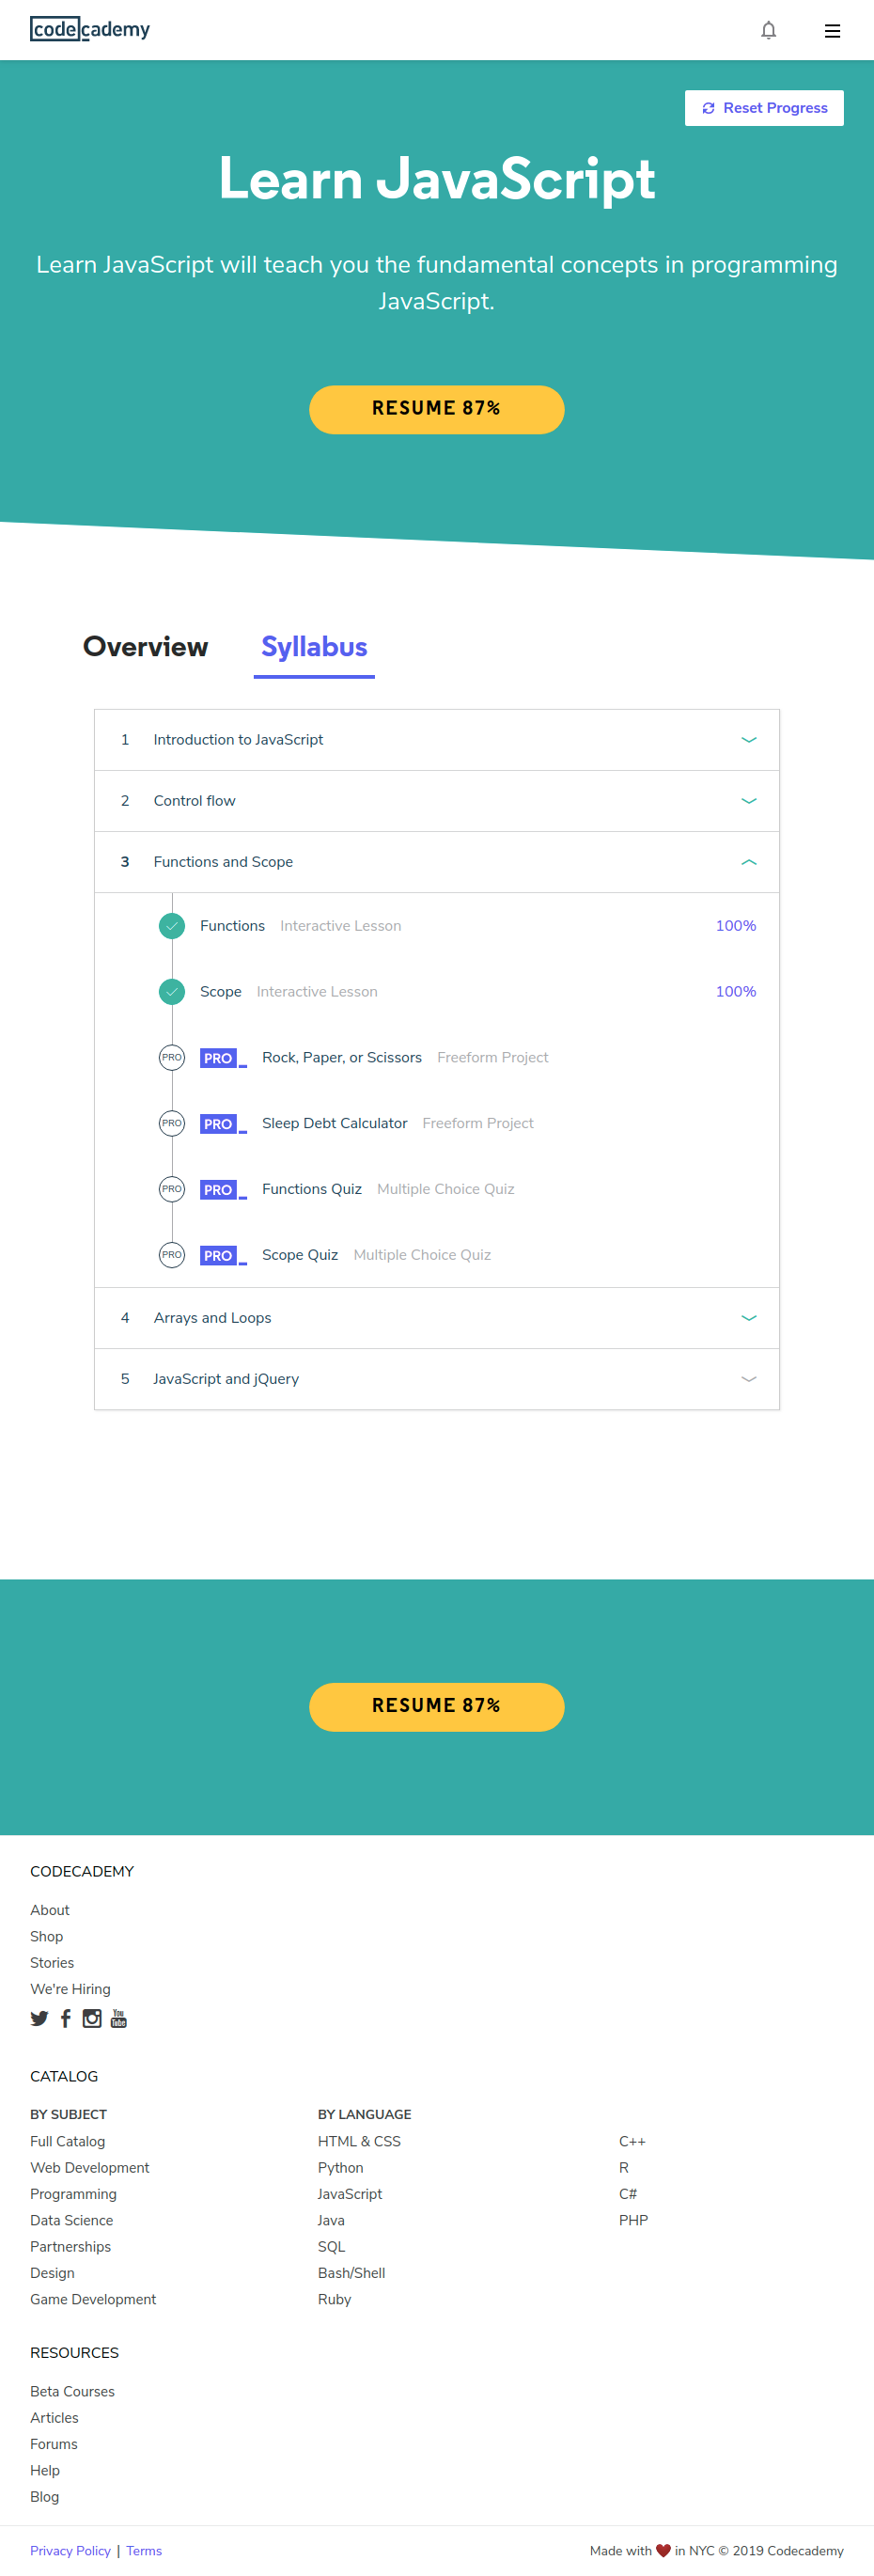 codecademy
Reset Progress
Learn JavaScript
Learn JavaScript will teach you the fundamental concepts in programming
JavaScript.
RESUME 87%
Overview Syllabus
1 Introduction to JavaScript
2 Control flow
3 Functions and Scope
Functions Interactive Lesson 100%
Scope Interactive Lesson 100%
PRO PRO_ Rock, Paper, or Scissors Freeform Project
PRO PRO_ Sleep Debt Calculator Freeform Project
PRO PRO_ Functions Quiz Multiple Choice Quiz
PRO PRO_ Scope Quiz Multiple Choice Quiz
4 Arrays and Loops
5 JavaScript and jQuery
RESUME 87%
CODECADEMY
About
Shop
Stories
We're Hiring
You Tube
CATALOG
BY SUBJECT BY LANGUAGE
Full Catalog HTML & CSS C++
Web Development Python R
Programming JavaScript C#
Data Science Java PHP
Partnerships SQL
Design Bash/Shell
Game Development Ruby
RESOURCES
Beta Courses
Articles
Forums
Help
Blog
Privacy Policy | Terms Made with ❤️ in NYC © 2019 Codecademy